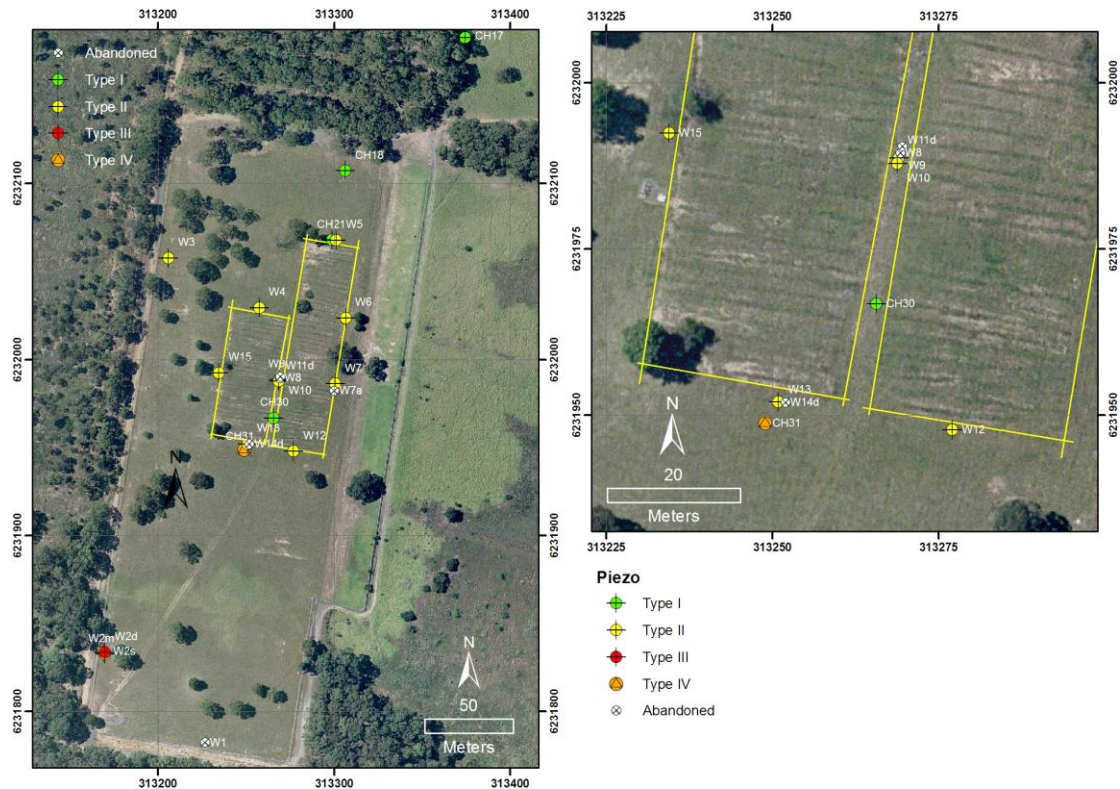 313200 313300 313400
Abandoned
Type I
Type II
Type III
Type IV
CH17
CH18
CH21W5
W3
W4
W6
W15
W9
W11d
W8
W10
W7
W7a
CH30
W13
CH31
W14d
W12
N
W2m W2d
W2s
W1
N
50
Meters
6232100
6232000
6231900
6231800
6232100
6232000
6231900
6231800
313200 313300 313400
313225 313250 313275
W15
W11d
W8
W9
W10
CH30
W13
W14d
CH31
W12
N
20
Meters
6232000
6231975
6231950
6232000
6231975
6231950
313225 313250 313275
Piezo
Type I
Type II
Type III
Type IV
Abandoned